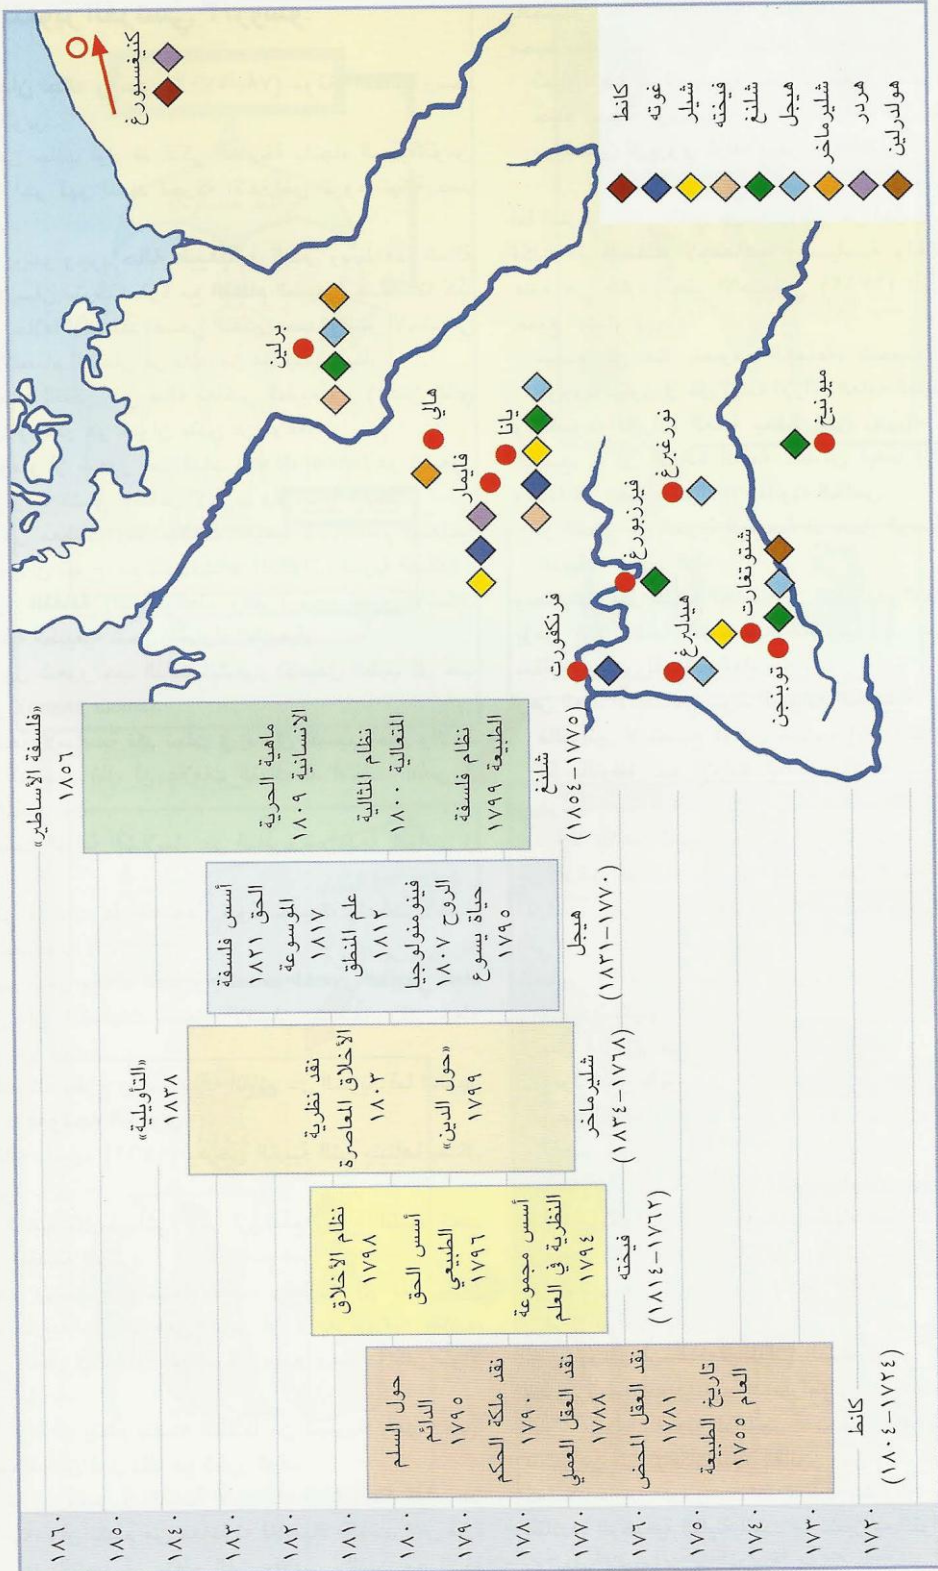 ١٨٦٠
١٨٥٠
١٨٤٠
١٨٣٠
١٨٢٠
١٨١٠
١٨٠٠
١٧٩٠
١٧٨٠
١٧٧٠
١٧٦٠
١٧٥٠
١٧٤٠
١٧٣٠
١٧٢٠
حول السلم
الدائم
١٧٩٥
نقد ملكة الحكم
١٧٩٠
نقد العقل العملي
١٧٨٨
نقد العقل المحض
١٧٨١
تاريخ الطبيعة
العام ١٧٥٥
كانط
(١٧٢٤–١٨٠٤)
نظام الأخلاق
١٧٩٨
أسس الحق
الطبيعي
١٧٩٦
أسس مجموعة
النظرية في العلم
١٧٩٤
فيخته
(١٧٦٢–١٨١٤)
«التأويلية»
١٨٣٨
نقد نظرية
الأخلاق المعاصرة
١٨٠٣
«حول الدين»
١٧٩٩
شليرماخر
(١٧٦٨–١٨٣٤)
أسس فلسفة
الحق ١٨٢١
الموسوعة
١٨١٧
علم المنطق
١٨١٢
فينومنولوجيا
الروح ١٨٠٧
حياة يسوع
١٧٩٥
هيجل
(١٧٧٠–١٨٣١)
«فلسفة الأساطير»
١٨٥٦
ماهية الحرية
الانسانية ١٨٠٩
نظام المثالية
المتعالية ١٨٠٠
نظام فلسفة
الطبيعة ١٧٩٩
شلنغ
(١٧٧٥–١٨٥٤)
كنيغسبورغ
برلين
هالي
فايمار
يانا
فرنكفورت
فيرزبورغ
نورغبرغ
هيدلبرغ
شتوتغارت
توبنجن
ميونيخ
كانط
غوته
شيلر
فيخته
شلنغ
هيجل
شليرماخر
هردر
هولدرلين